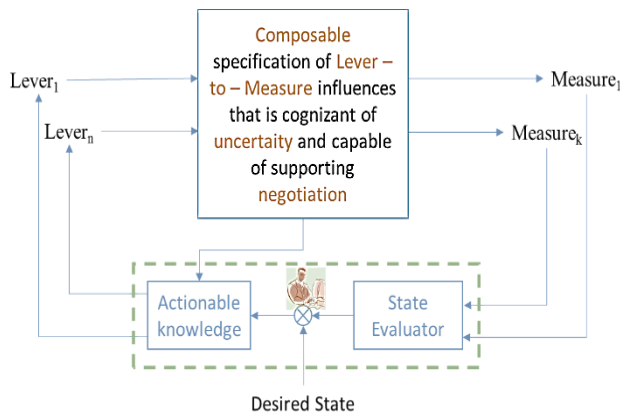 Composable
specification of Lever –
to – Measure influences
that is cognizant of
uncertaity and capable
of supporting
negotiation
Lever1
Levern
Measure1
Measurek
Actionable
knowledge
State
Evaluator
Desired State